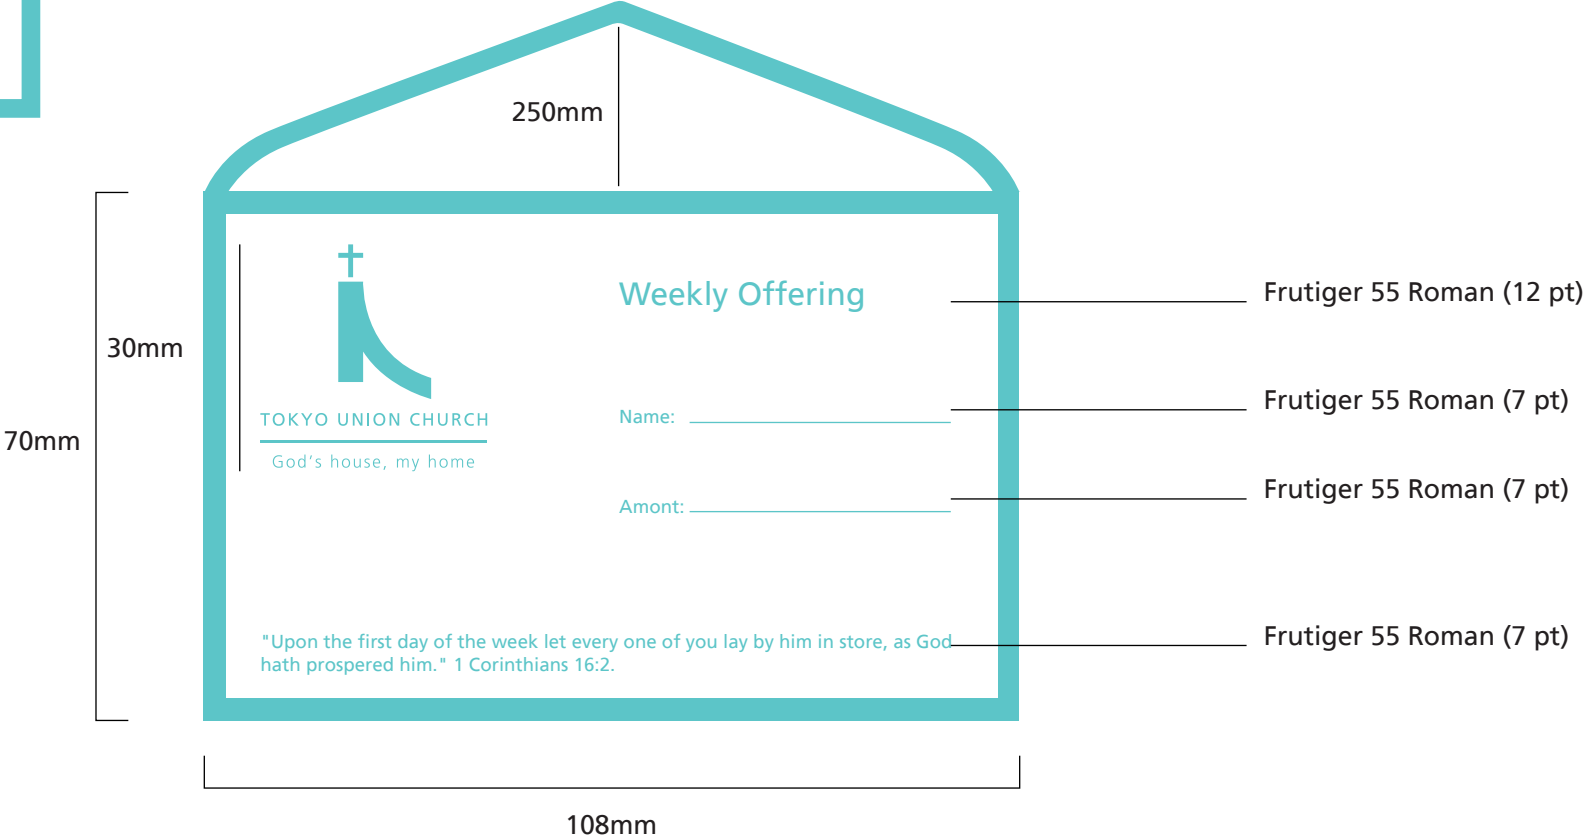 250mm
30mm
70mm
Weekly Offering
Frutiger 55 Roman (12 pt)
TOKYO UNION CHURCH
God's house, my home
Name:
Frutiger 55 Roman (7 pt)
Amont:
Frutiger 55 Roman (7 pt)
"Upon the first day of the week let every one of you lay by him in store, as God
hath prospered him." 1 Corinthians 16:2.
Frutiger 55 Roman (7 pt)
108mm